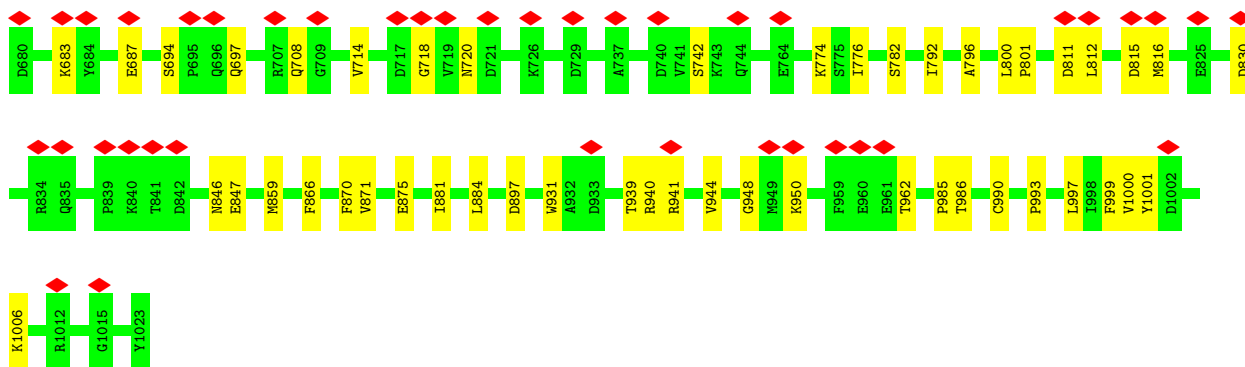 D680 K683 Y684 E687 S694 P695 Q696 Q697 R707 Q708 G709 V714 D717 G718 V719 N720 D721 K726 D729 A737 D740 V741 S742 K743 Q744 E764 K774 S775 I776 S782 I792 A796 L800 P801 D811 L812 D815 M816 E825 D830
R834 Q835 P839 K840 T841 D842 N846 E847 M859 F866 F870 V871 E875 I881 L884 D897 W931 A932 D933 T939 R940 R941 V944 G948 M949 K950 F959 E960 E961 T962 P985 T986 C990 P993 L997 I998 F999 V1000 Y1001 D1002
K1006 R1012 G1015 Y1023